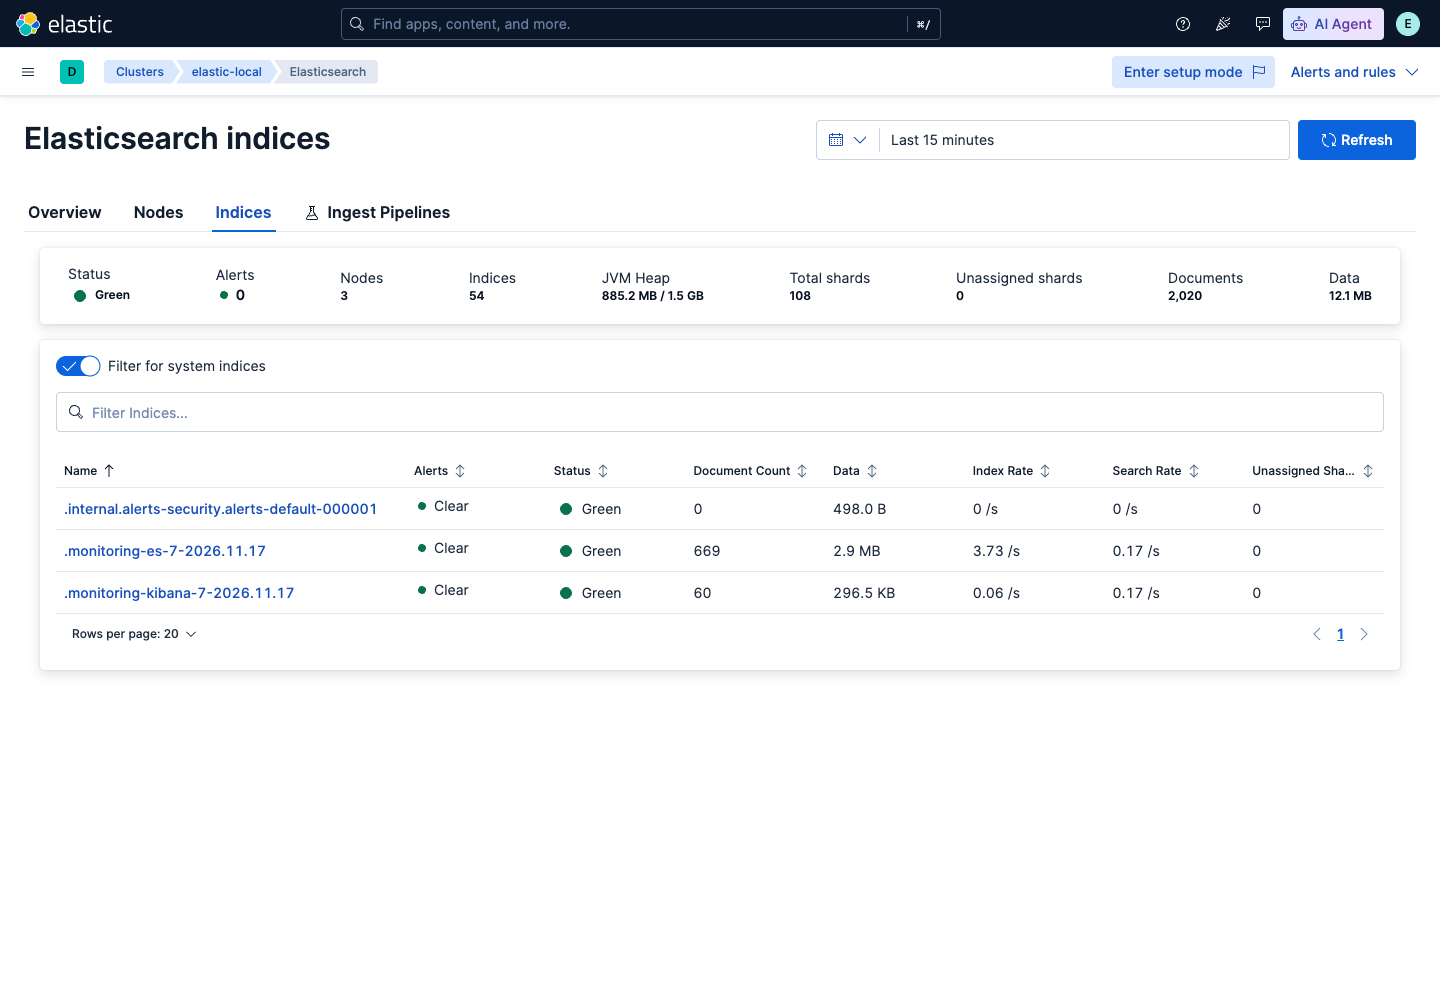 elastic
Find apps, content, and more.
⌘/
AI Agent
E
D
Clusters
elastic-local
Elasticsearch
Enter setup mode
Alerts and rules
Elasticsearch indices
Last 15 minutes
Refresh
Overview
Nodes
Indices
Ingest Pipelines
Status
Green
Alerts
0
Nodes
3
Indices
54
JVM Heap
885.2 MB / 1.5 GB
Total shards
108
Unassigned shards
0
Documents
2,020
Data
12.1 MB
Filter for system indices
Filter Indices...
Name Alerts Status Document Count Data Index Rate Search Rate Unassigned Sha...
.internal.alerts-security.alerts-default-000001 Clear Green 0 498.0 B 0 /s 0 /s 0
.monitoring-es-7-2026.11.17 Clear Green 669 2.9 MB 3.73 /s 0.17 /s 0
.monitoring-kibana-7-2026.11.17 Clear Green 60 296.5 KB 0.06 /s 0.17 /s 0
Rows per page: 20
1